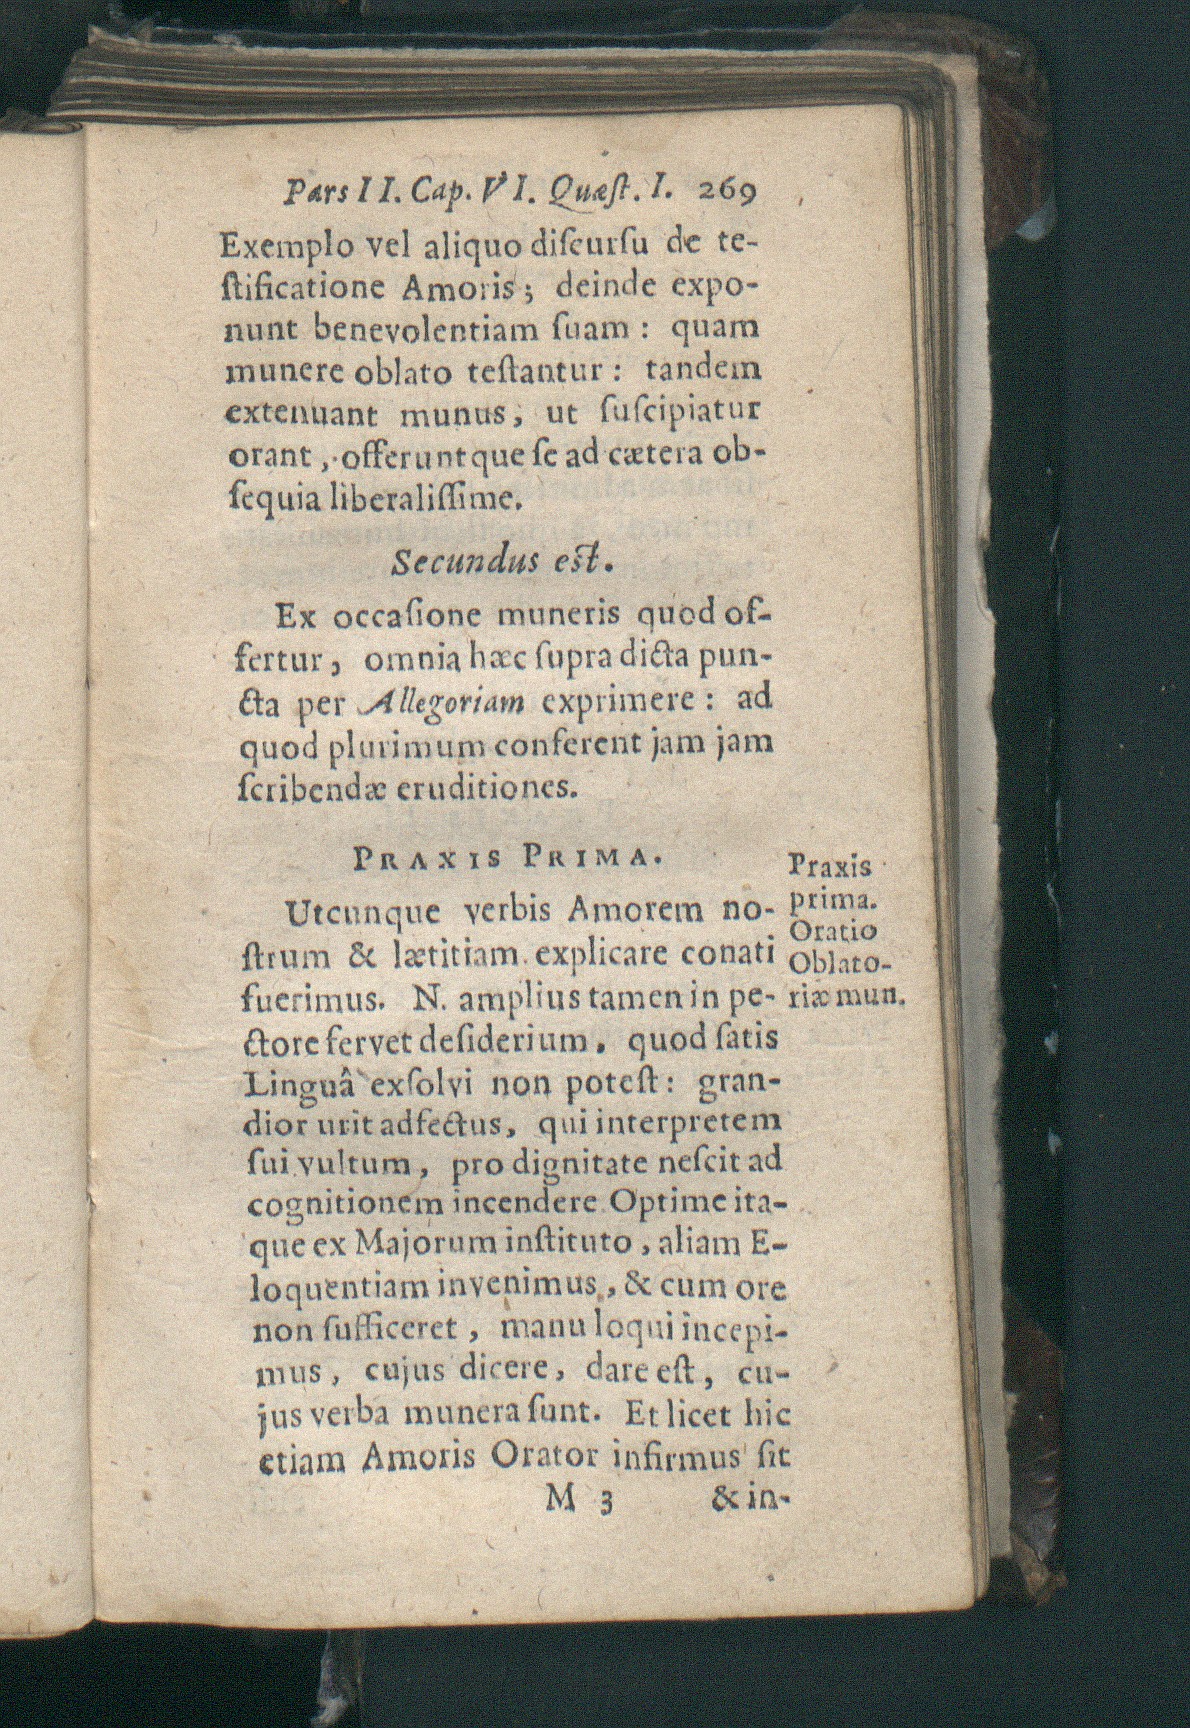 Pars II. Cap. VI. Quæſt. I. 269
Exemplo vel aliquo diſcurſu de te-
ſtificatione Amoris; deinde expo-
nunt benevolentiam ſuam: quam
munere oblato teſtantur: tandem
extenuant munus, ut ſuſcipiatur
orant, offeruntque ſe ad cætera ob-
ſequia liberaliſſime.
Secundus eſt.
Ex occaſione muneris quod of-
fertur, omnia hæc ſupra dicta pun-
cta per Allegoriam exprimere: ad
quod plurimum conferent jam jam
ſcribendæ eruditiones.
PRAXIS PRIMA.
Utcunque verbis Amorem no-
ſtrum & lætitiam explicare conati
fuerimus. N. amplius tamen in pe-
ctore fervet deſiderium, quod ſatis
Linguâ exſolvi non poteſt: gran-
dior urit adfectus, qui interpretem
ſui vultum, pro dignitate neſcit ad
cognitionem incendere Optime ita-
que ex Majorum inſtituto, aliam E-
loquentiam invenimus, & cum ore
non ſufficeret, manu loqui incepi-
mus, cujus dicere, dare eſt, cu-
jus verba munera ſunt. Et licet hic
etiam Amoris Orator infirmus ſit
M 3 & in-
Praxis
prima.
Oratio
Oblato-
riæ mun.